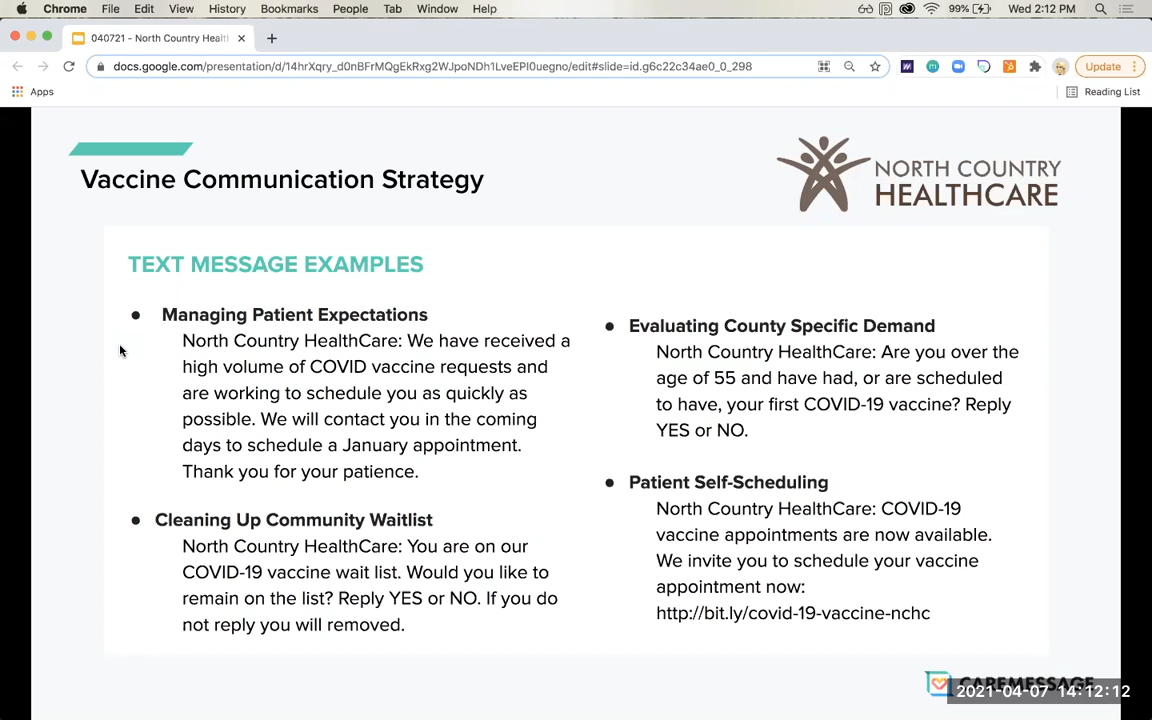 Chrome File Edit View History Bookmarks People Tab Window Help 99% Wed 2:12 PM
040721 - North Country Healt
docs.google.com/presentation/d/14hrXqry_d0nBFrMQgEkRxg2WJpoNDh1LveEPI0uegno/edit#slide=id.g6c22c34ae0_0_298 Update
Apps Reading List
Vaccine Communication Strategy
NORTH COUNTRY
HEALTHCARE
TEXT MESSAGE EXAMPLES
● Managing Patient Expectations
North Country HealthCare: We have received a
high volume of COVID vaccine requests and
are working to schedule you as quickly as
possible. We will contact you in the coming
days to schedule a January appointment.
Thank you for your patience.
● Cleaning Up Community Waitlist
North Country HealthCare: You are on our
COVID-19 vaccine wait list. Would you like to
remain on the list? Reply YES or NO. If you do
not reply you will removed.
● Evaluating County Specific Demand
North Country HealthCare: Are you over the
age of 55 and have had, or are scheduled
to have, your first COVID-19 vaccine? Reply
YES or NO.
● Patient Self-Scheduling
North Country HealthCare: COVID-19
vaccine appointments are now available.
We invite you to schedule your vaccine
appointment now:
http://bit.ly/covid-19-vaccine-nchc
CAREMESSAGE
2021-04-07 14:12:12